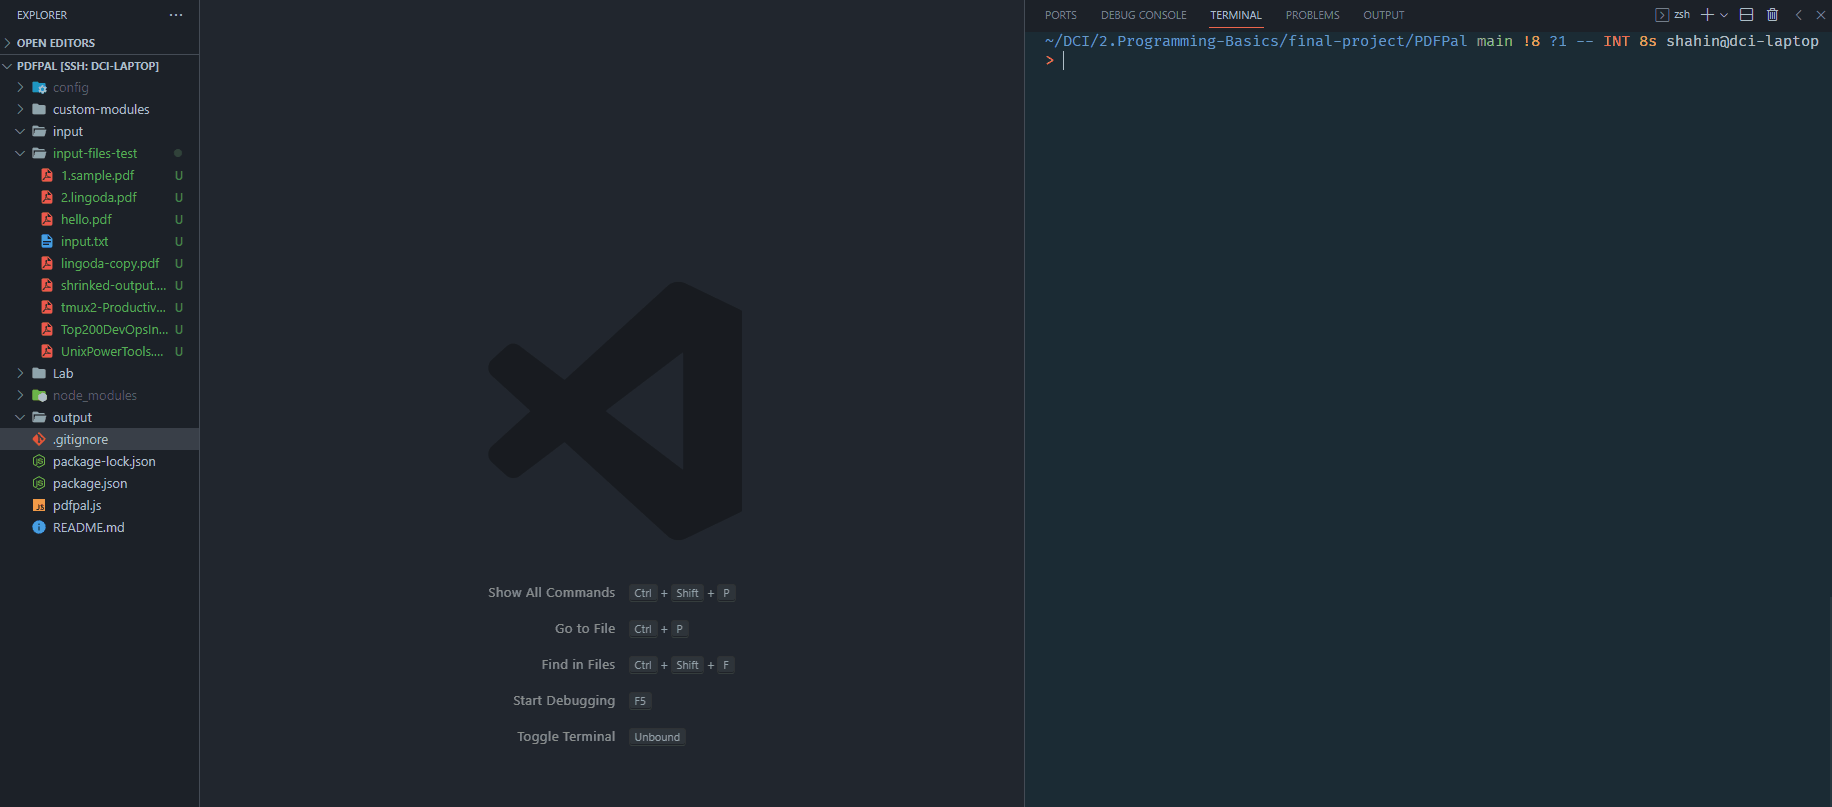 EXPLORER ···
OPEN EDITORS
PDFPAL [SSH: DCI-LAPTOP]
config
custom-modules
input
input-files-test
1.sample.pdf U
2.lingoda.pdf U
hello.pdf U
input.txt U
lingoda-copy.pdf U
shrinked-output.... U
tmux2-Productiv... U
Top200DevOpsIn... U
UnixPowerTools.... U
Lab
node_modules
output
.gitignore
package-lock.json
package.json
pdfpal.js
README.md
Show All Commands Ctrl + Shift + P
Go to File Ctrl + P
Find in Files Ctrl + Shift + F
Start Debugging F5
Toggle Terminal Unbound
PORTS DEBUG CONSOLE TERMINAL PROBLEMS OUTPUT zsh
~/DCI/2.Programming-Basics/final-project/PDFPal main !8 ?1 -- INT 8s shahin@dci-laptop
>